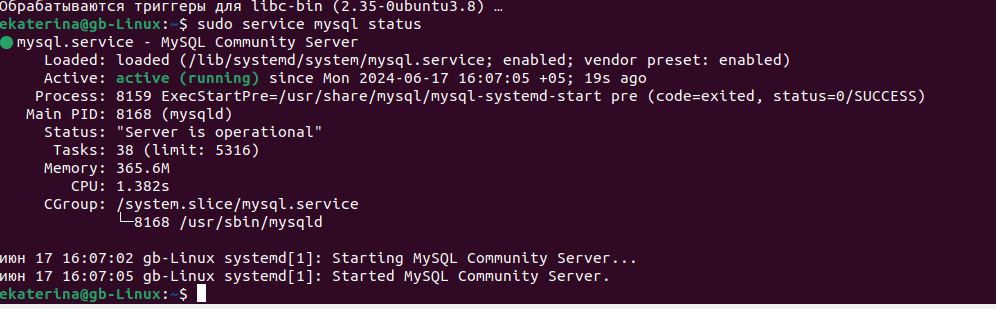 Обрабатываются триггеры для libc-bin (2.35-0ubuntu3.8) …
ekaterina@gb-Linux:~$ sudo service mysql status
● mysql.service - MySQL Community Server
     Loaded: loaded (/lib/systemd/system/mysql.service; enabled; vendor preset: enabled)
     Active: active (running) since Mon 2024-06-17 16:07:05 +05; 19s ago
    Process: 8159 ExecStartPre=/usr/share/mysql/mysql-systemd-start pre (code=exited, status=0/SUCCESS)
   Main PID: 8168 (mysqld)
     Status: "Server is operational"
      Tasks: 38 (limit: 5316)
     Memory: 365.6M
        CPU: 1.382s
     CGroup: /system.slice/mysql.service
             └─8168 /usr/sbin/mysqld

июн 17 16:07:02 gb-Linux systemd[1]: Starting MySQL Community Server...
июн 17 16:07:05 gb-Linux systemd[1]: Started MySQL Community Server.
ekaterina@gb-Linux:~$